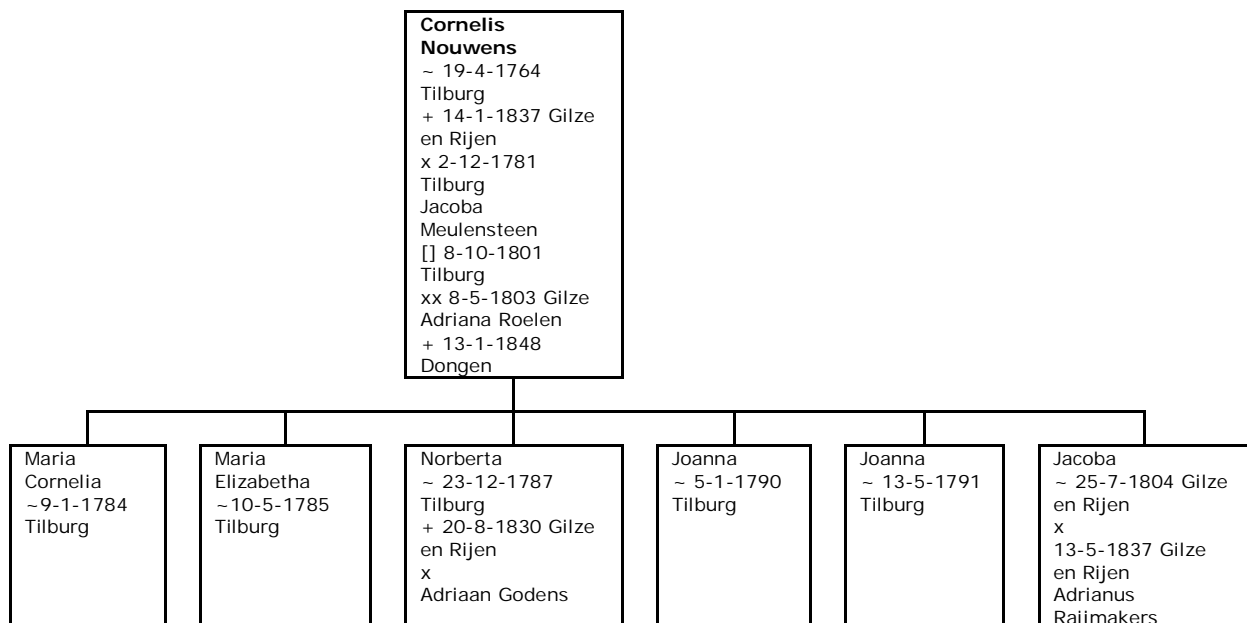 Cornelis
Nouwens
~ 19-4-1764
Tilburg
+ 14-1-1837 Gilze
en Rijen
x 2-12-1781
Tilburg
Jacoba
Meulensteen
[] 8-10-1801
Tilburg
xx 8-5-1803 Gilze
Adriana Roelen
+ 13-1-1848
Dongen
Maria
Cornelia
~9-1-1784
Tilburg
Maria
Elizabetha
~10-5-1785
Tilburg
Norberta
~ 23-12-1787
Tilburg
+ 20-8-1830 Gilze
en Rijen
x
Adriaan Godens
Joanna
~ 5-1-1790
Tilburg
Joanna
~ 13-5-1791
Tilburg
Jacoba
~ 25-7-1804 Gilze
en Rijen
x
13-5-1837 Gilze
en Rijen
Adrianus
Raijmakers